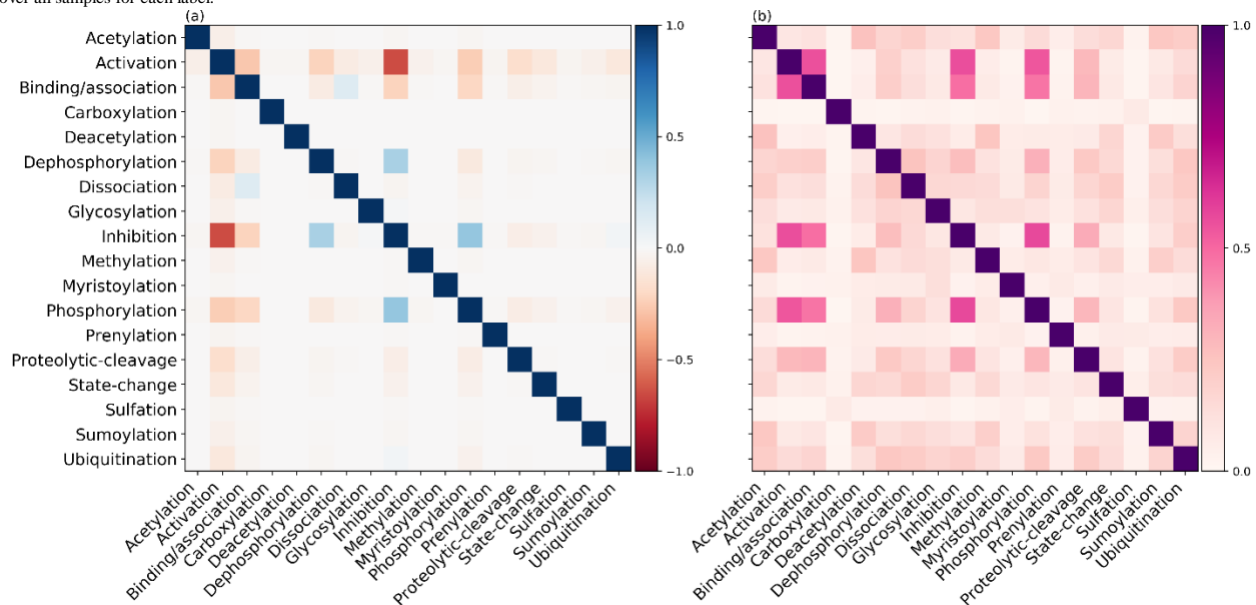 over all samples for each label.
(a)
(b)
Acetylation
Activation
Binding/association
Carboxylation
Deacetylation
Dephosphorylation
Dissociation
Glycosylation
Inhibition
Methylation
Myristoylation
Phosphorylation
Prenylation
Proteolytic-cleavage
State-change
Sulfation
Sumoylation
Ubiquitination
1.0
0.5
0.0
−0.5
−1.0
1.0
0.5
0.0
Acetylation
Activation
Binding/association
Carboxylation
Deacetylation
Dephosphorylation
Dissociation
Glycosylation
Inhibition
Methylation
Myristoylation
Phosphorylation
Prenylation
Proteolytic-cleavage
State-change
Sulfation
Sumoylation
Ubiquitination
Acetylation
Activation
Binding/association
Carboxylation
Deacetylation
Dephosphorylation
Dissociation
Glycosylation
Inhibition
Methylation
Myristoylation
Phosphorylation
Prenylation
Proteolytic-cleavage
State-change
Sulfation
Sumoylation
Ubiquitination